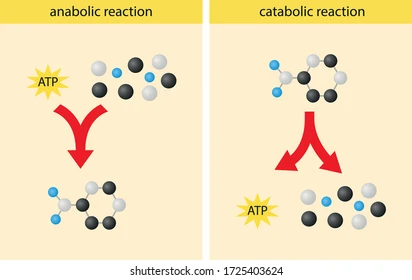 anabolic reaction
catabolic reaction
ATP
ATP
shutterstock.com · 1725403624